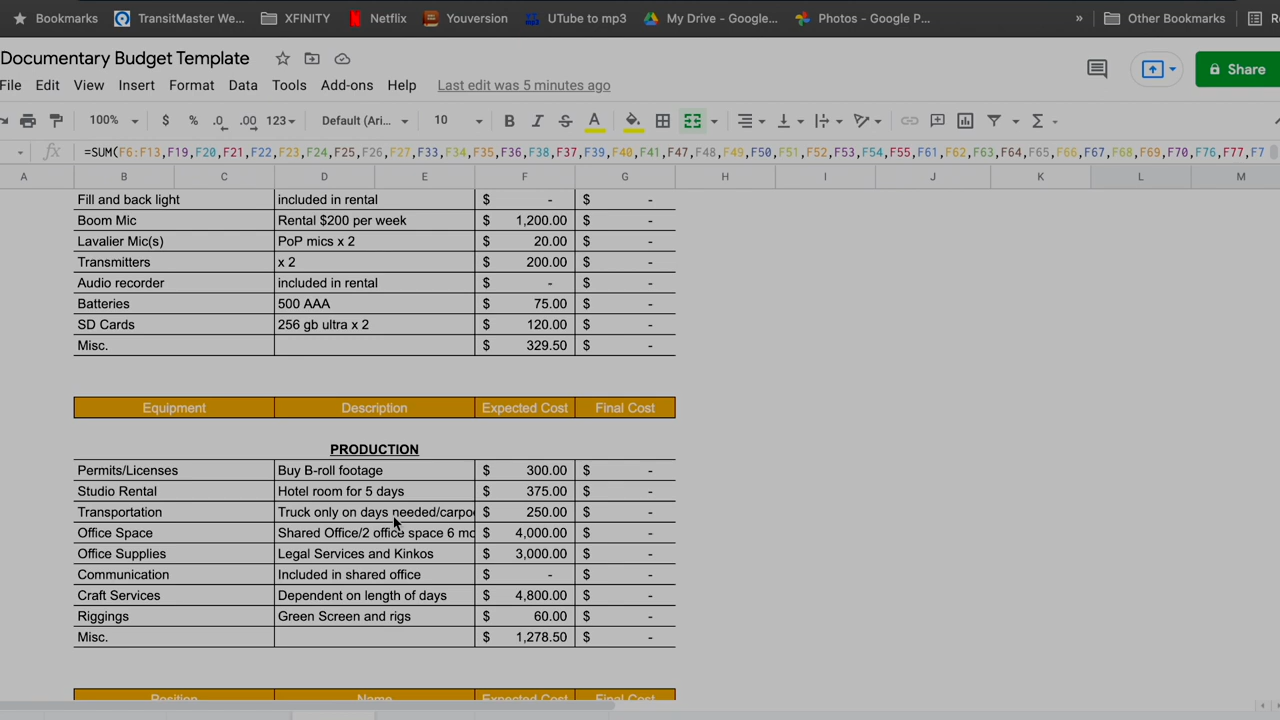 Bookmarks TransitMaster We... XFINITY Netflix Youversion UTube to mp3 My Drive - Google... Photos - Google P... » Other Bookmarks
Documentary Budget Template
File Edit View Insert Format Data Tools Add-ons Help Last edit was 5 minutes ago Share
100% $ % .0 .00 123 Default (Ari... 10 B I S A Σ
fx =SUM(F6:F13,F19,F20,F21,F22,F23,F24,F25,F26,F27,F33,F34,F35,F36,F38,F37,F39,F40,F41,F47,F48,F49,F50,F51,F52,F53,F54,F55,F61,F62,F63,F64,F65,F66,F67,F68,F69,F70,F76,F77,F7
A B C D E F G H I J K L M
Fill and back light included in rental $ - $ -
Boom Mic Rental $200 per week $ 1,200.00 $ -
Lavalier Mic(s) PoP mics x 2 $ 20.00 $ -
Transmitters x 2 $ 200.00 $ -
Audio recorder included in rental $ - $ -
Batteries 500 AAA $ 75.00 $ -
SD Cards 256 gb ultra x 2 $ 120.00 $ -
Misc. $ 329.50 $ -
Equipment Description Expected Cost Final Cost
PRODUCTION
Permits/Licenses Buy B-roll footage $ 300.00 $ -
Studio Rental Hotel room for 5 days $ 375.00 $ -
Transportation Truck only on days needed/carpo $ 250.00 $ -
Office Space Shared Office/2 office space 6 mo $ 4,000.00 $ -
Office Supplies Legal Services and Kinkos $ 3,000.00 $ -
Communication Included in shared office $ - $ -
Craft Services Dependent on length of days $ 4,800.00 $ -
Riggings Green Screen and rigs $ 60.00 $ -
Misc. $ 1,278.50 $ -
Position Name Expected Cost Final Cost